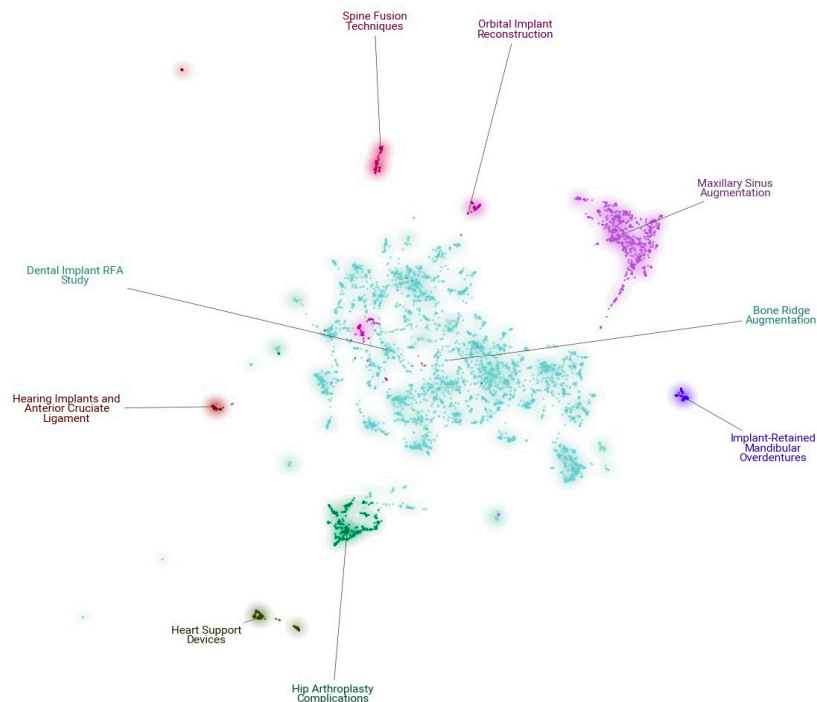 Spine Fusion
Techniques
Orbital Implant
Reconstruction
Maxillary Sinus
Augmentation
Dental Implant RFA
Study
Bone Ridge
Augmentation
Hearing Implants and
Anterior Cruciate
Ligament
Implant-Retained
Mandibular
Overdentures
Heart Support
Devices
Hip Arthroplasty
Complications